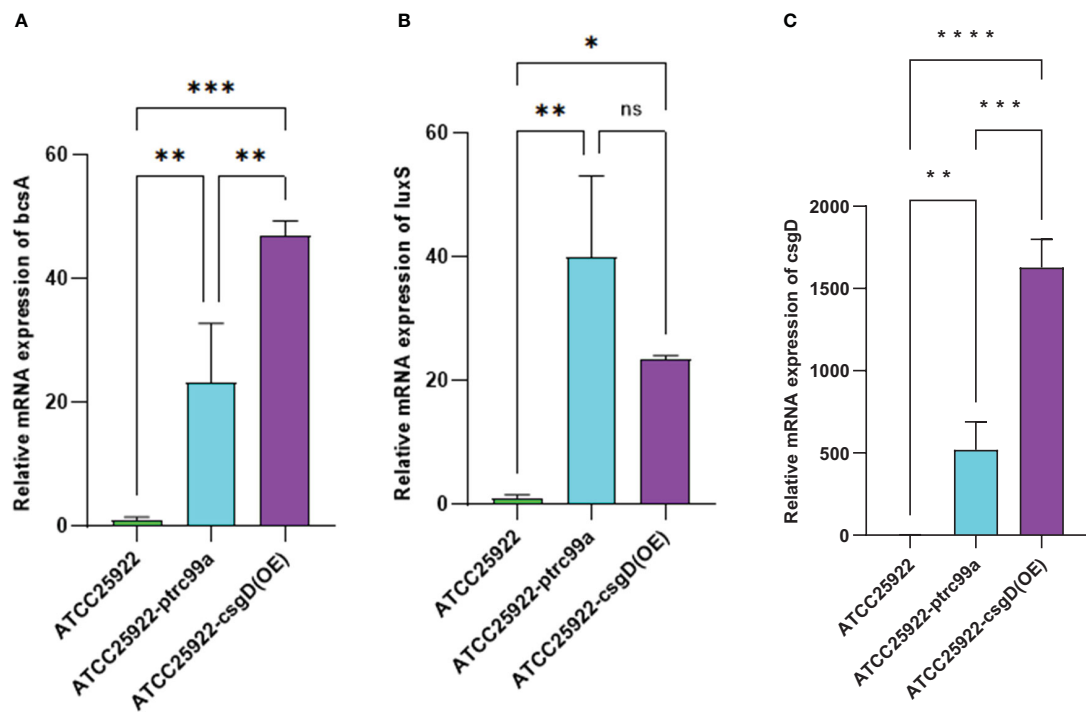 A
***
**
**
Relative mRNA expression of bcsA
60
40
20
0
ATCC25922
ATCC25922-ptrc99a
ATCC25922-csgD(OE)
B
*
**
ns
Relative mRNA expression of luxS
60
40
20
0
ATCC25922
ATCC25922-ptrc99a
ATCC25922-csgD(OE)
C
****
***
**
Relative mRNA expression of csgD
2000
1500
1000
500
0
ATCC25922
ATCC25922-ptrc99a
ATCC25922-csgD(OE)